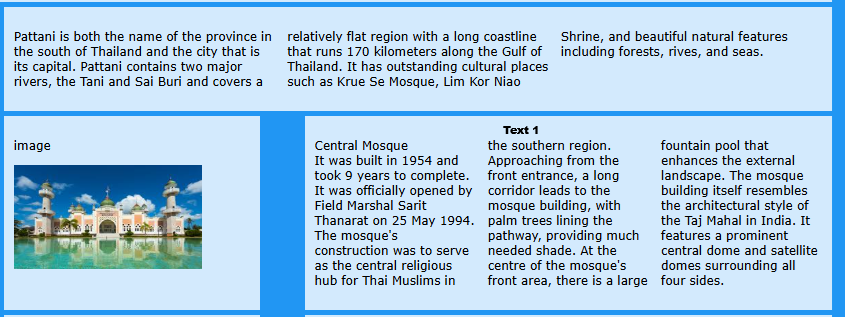 Pattani is both the name of the province in
the south of Thailand and the city that is
its capital. Pattani contains two major
rivers, the Tani and Sai Buri and covers a
relatively flat region with a long coastline
that runs 170 kilometers along the Gulf of
Thailand. It has outstanding cultural places
such as Krue Se Mosque, Lim Kor Niao
Shrine, and beautiful natural features
including forests, rives, and seas.
image
Text 1
Central Mosque
It was built in 1954 and
took 9 years to complete.
It was officially opened by
Field Marshal Sarit
Thanarat on 25 May 1994.
The mosque's
construction was to serve
as the central religious
hub for Thai Muslims in
the southern region.
Approaching from the
front entrance, a long
corridor leads to the
mosque building, with
palm trees lining the
pathway, providing much
needed shade. At the
centre of the mosque's
front area, there is a large
fountain pool that
enhances the external
landscape. The mosque
building itself resembles
the architectural style of
the Taj Mahal in India. It
features a prominent
central dome and satellite
domes surrounding all
four sides.